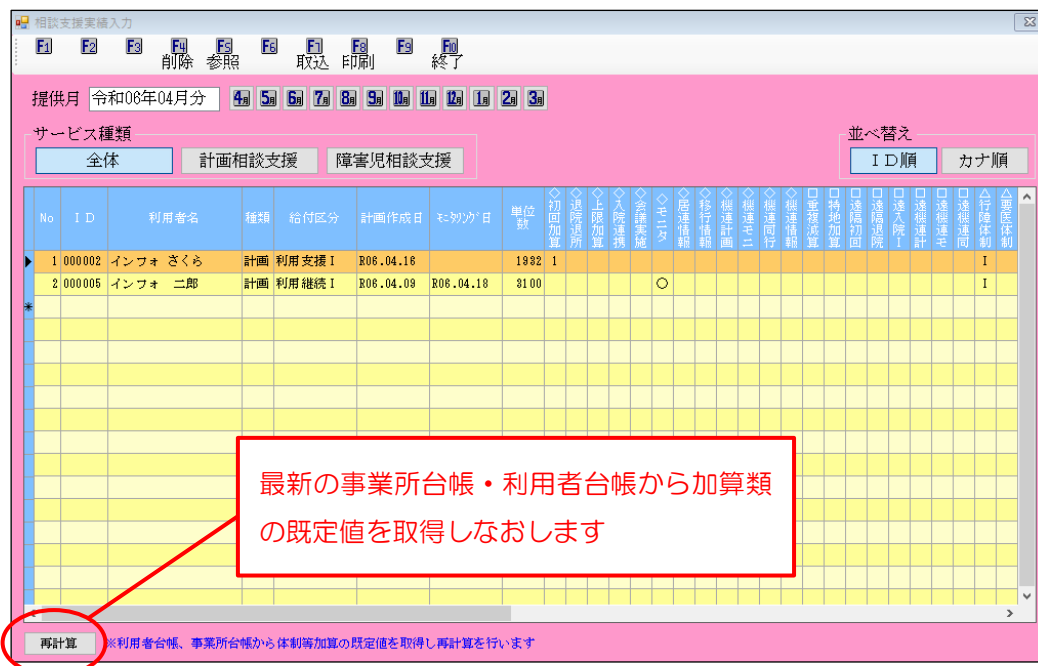 相談支援実績入力
F1 F2 F3 F4 F5 F6 F7 F8 F9 F10
削除 参照 取込 印刷 終了
提供月 令和06年04月分 4月 5月 6月 7月 8月 9月 10月 11月 12月 1月 2月 3月
サービス種類 並べ替え
全体 計画相談支援 障害児相談支援 ＩＤ順 カナ順
No ＩＤ 利用者名 種類 給付区分 計画作成日 ﾓﾆﾀﾘﾝｸﾞ日 単位数 ◇初回加算 ◇退院退所 ◇上限加算 ◇入院連携 ◇会議実施 ◇モニタ ◇居連情報 ◇移行情報 ◇機連計画 ◇機連モニ ◇機連同行 ◇機連情報 □重複減算 □特地加算 □遠隔初回 □遠隔退院 □遠入院Ⅰ □遠機連計 □遠機連モ □遠機連同 △行障体制 △要医体制
1 000002 インフォ さくら 計画 利用支援Ⅰ R06.04.16 1932 1 Ⅰ
2 000005 インフォ 二郎 計画 利用継続Ⅰ R06.04.09 R06.04.18 3100 〇 Ⅰ
最新の事業所台帳・利用者台帳から加算類
の既定値を取得しなおします
再計算 ※利用者台帳、事業所台帳から体制等加算の既定値を取得し再計算を行います